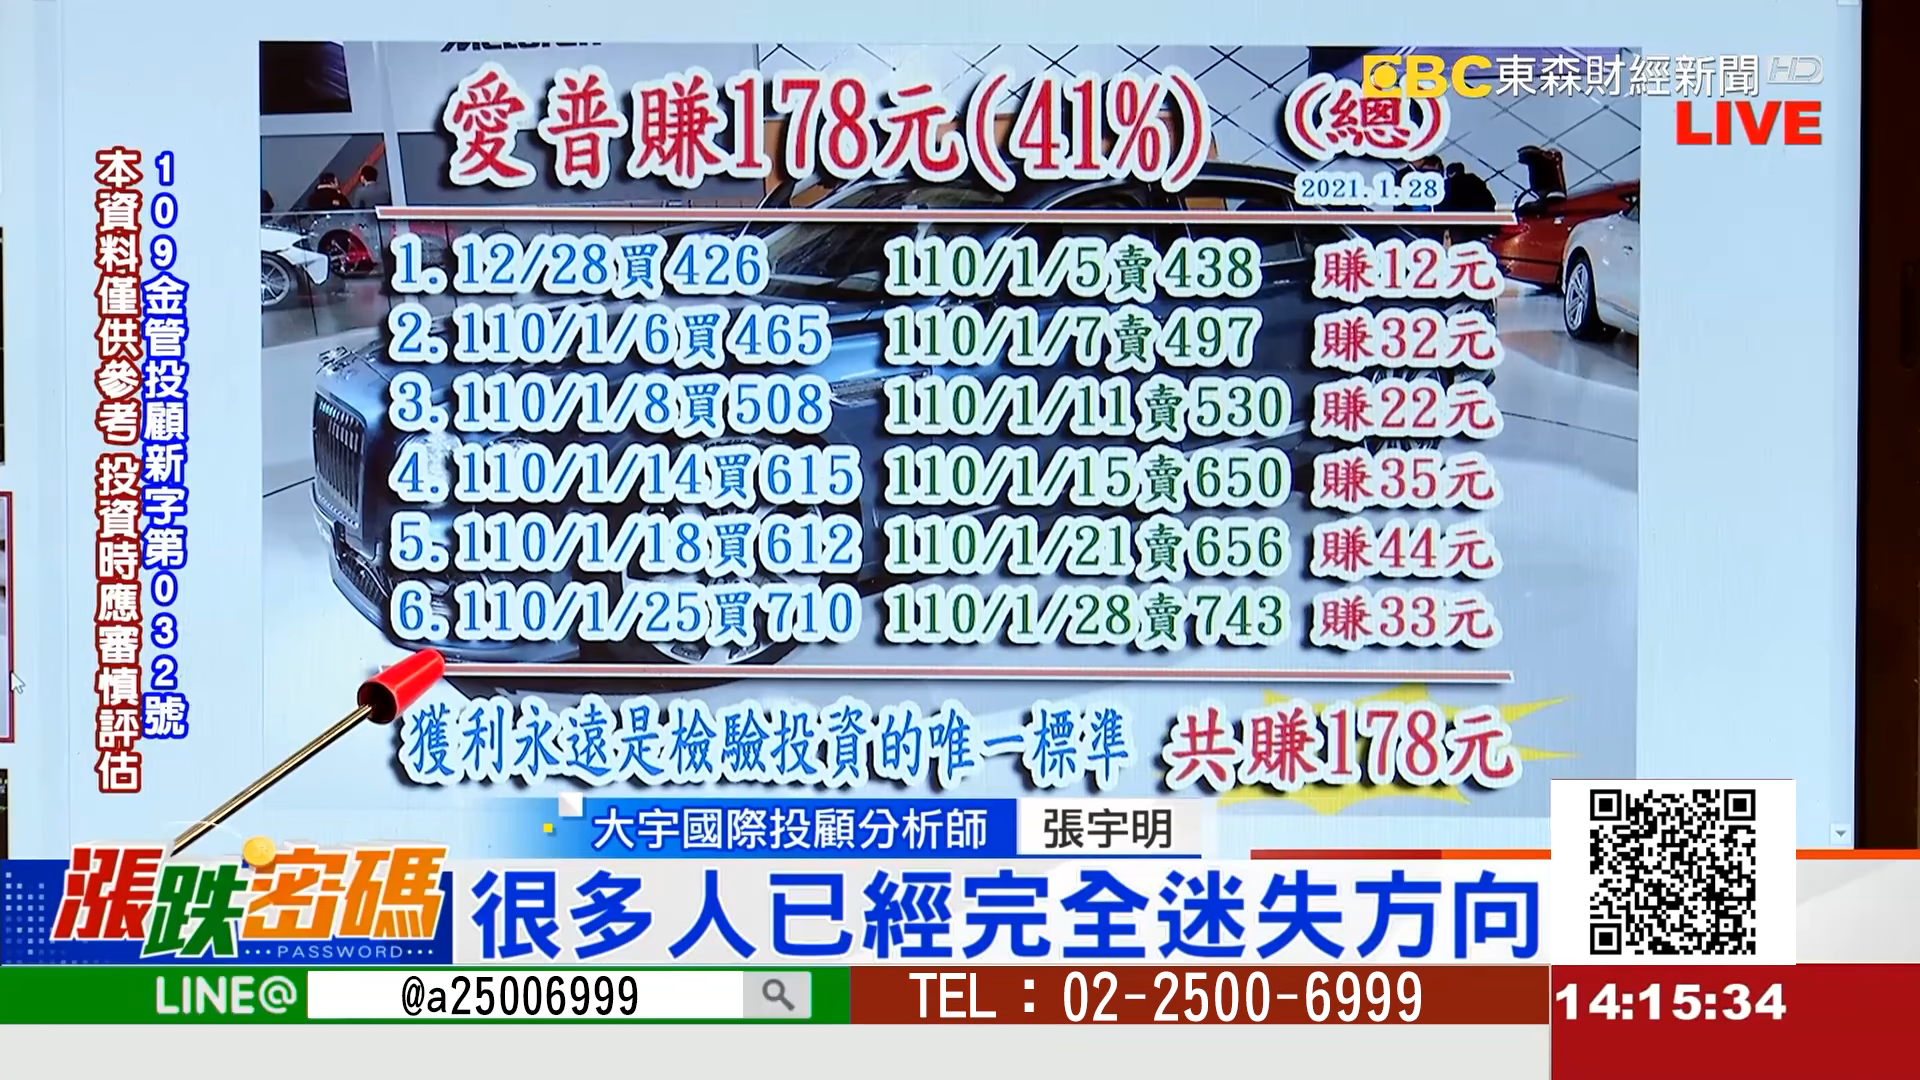 EBC東森財經新聞HD
LIVE
愛普賺178元(41%) (總)
2021.1.28
1.12/28買426 110/1/5賣438 賺12元
2.110/1/6買465 110/1/7賣497 賺32元
3.110/1/8買508 110/1/11賣530 賺22元
4.110/1/14買615 110/1/15賣650 賺35元
5.110/1/18買612 110/1/21賣656 賺44元
6.110/1/25買710 110/1/28賣743 賺33元
獲利永遠是檢驗投資的唯一標準 共賺178元
109金管投顧新字第032號
本資料僅供參考 投資時應審慎評估
大宇國際投顧分析師 張宇明
漲跌密碼
PASSWORD
很多人已經完全迷失方向
LINE@ @a25006999 TEL：02-2500-6999
14:15:34